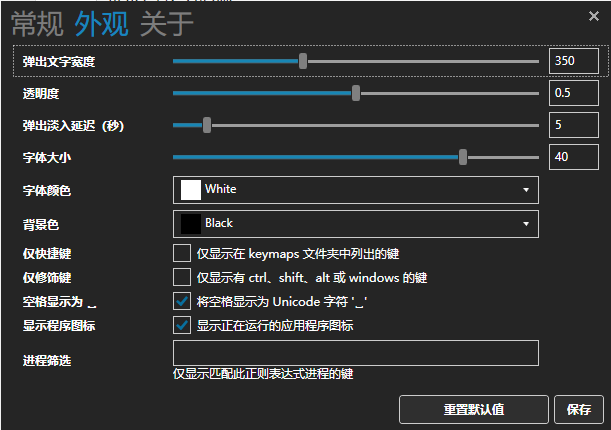 常规 外观 关于
弹出文字宽度 350
透明度 0.5
弹出淡入延迟（秒） 5
字体大小 40
字体颜色 White
背景色 Black
仅快捷键 仅显示在 keymaps 文件夹中列出的键
仅修饰键 仅显示有 ctrl、shift、alt 或 windows 的键
空格显示为 ␣ 将空格显示为 Unicode 字符 '␣'
显示程序图标 显示正在运行的应用程序图标
进程筛选
仅显示匹配此正则表达式进程的键
重置默认值 保存